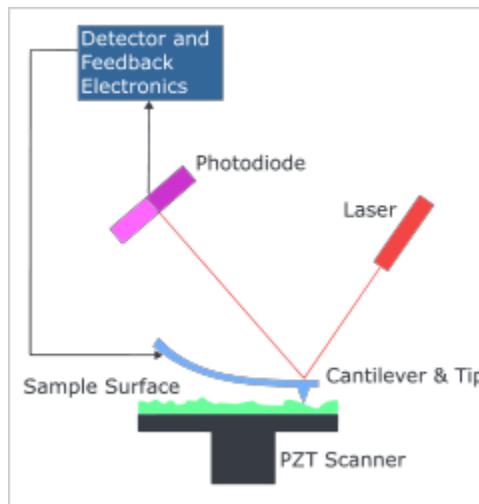 Detector and
Feedback
Electronics
Photodiode
Laser
Cantilever & Tip
Sample Surface
PZT Scanner